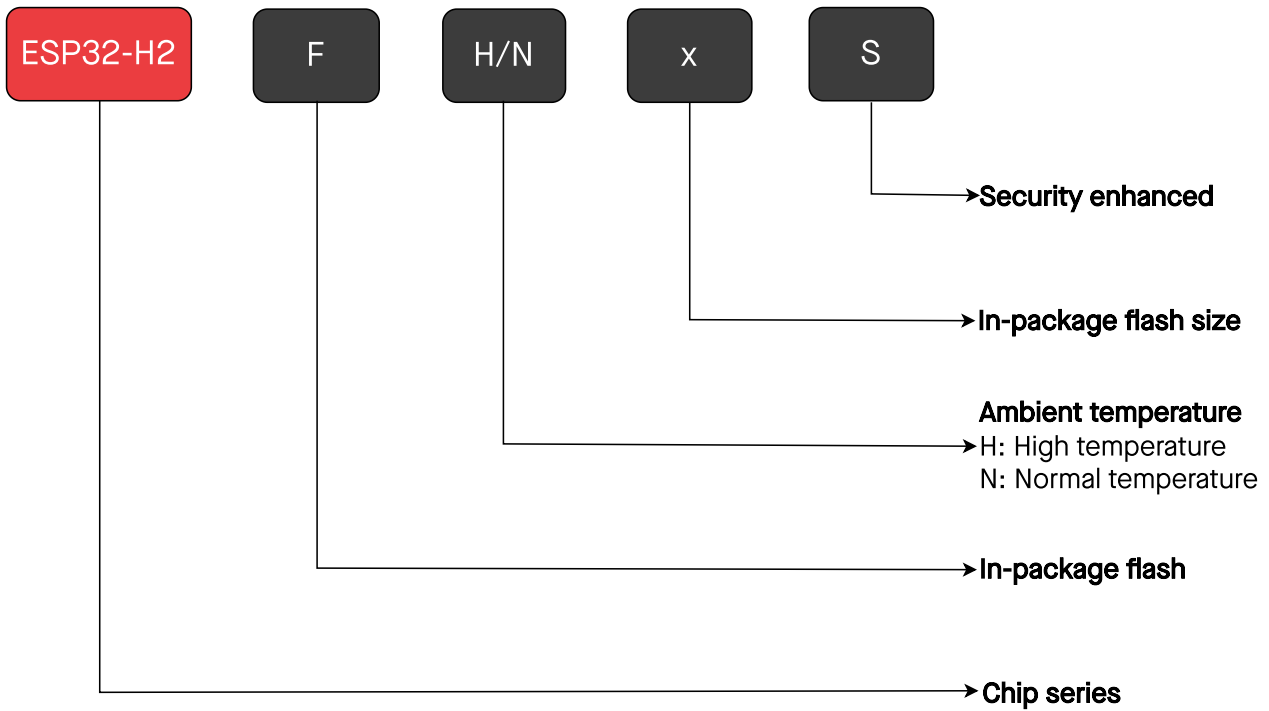 ESP32-H2
F
H/N
x
S
Security enhanced
In-package flash size
Ambient temperature
H: High temperature
N: Normal temperature
In-package flash
Chip series